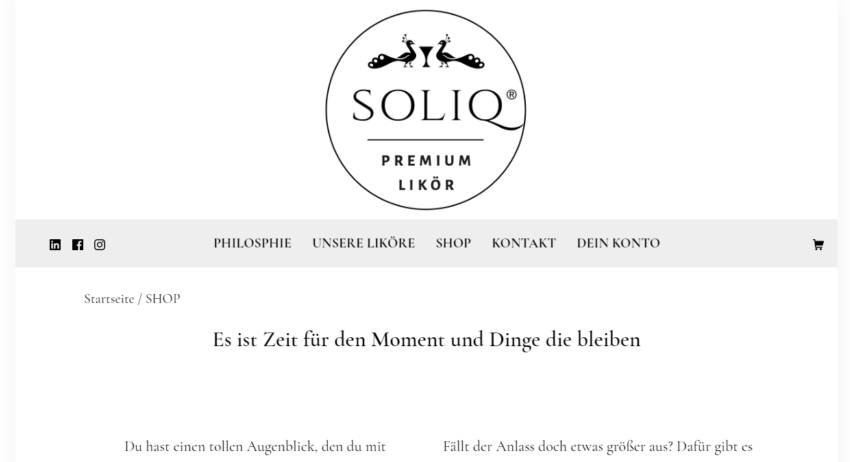 SOLIQ®
PREMIUM
LIKÖR
PHILOSPHIE UNSERE LIKÖRE SHOP KONTAKT DEIN KONTO
Startseite / SHOP
Es ist Zeit für den Moment und Dinge die bleiben
Du hast einen tollen Augenblick, den du mit
Fällt der Anlass doch etwas größer aus? Dafür gibt es